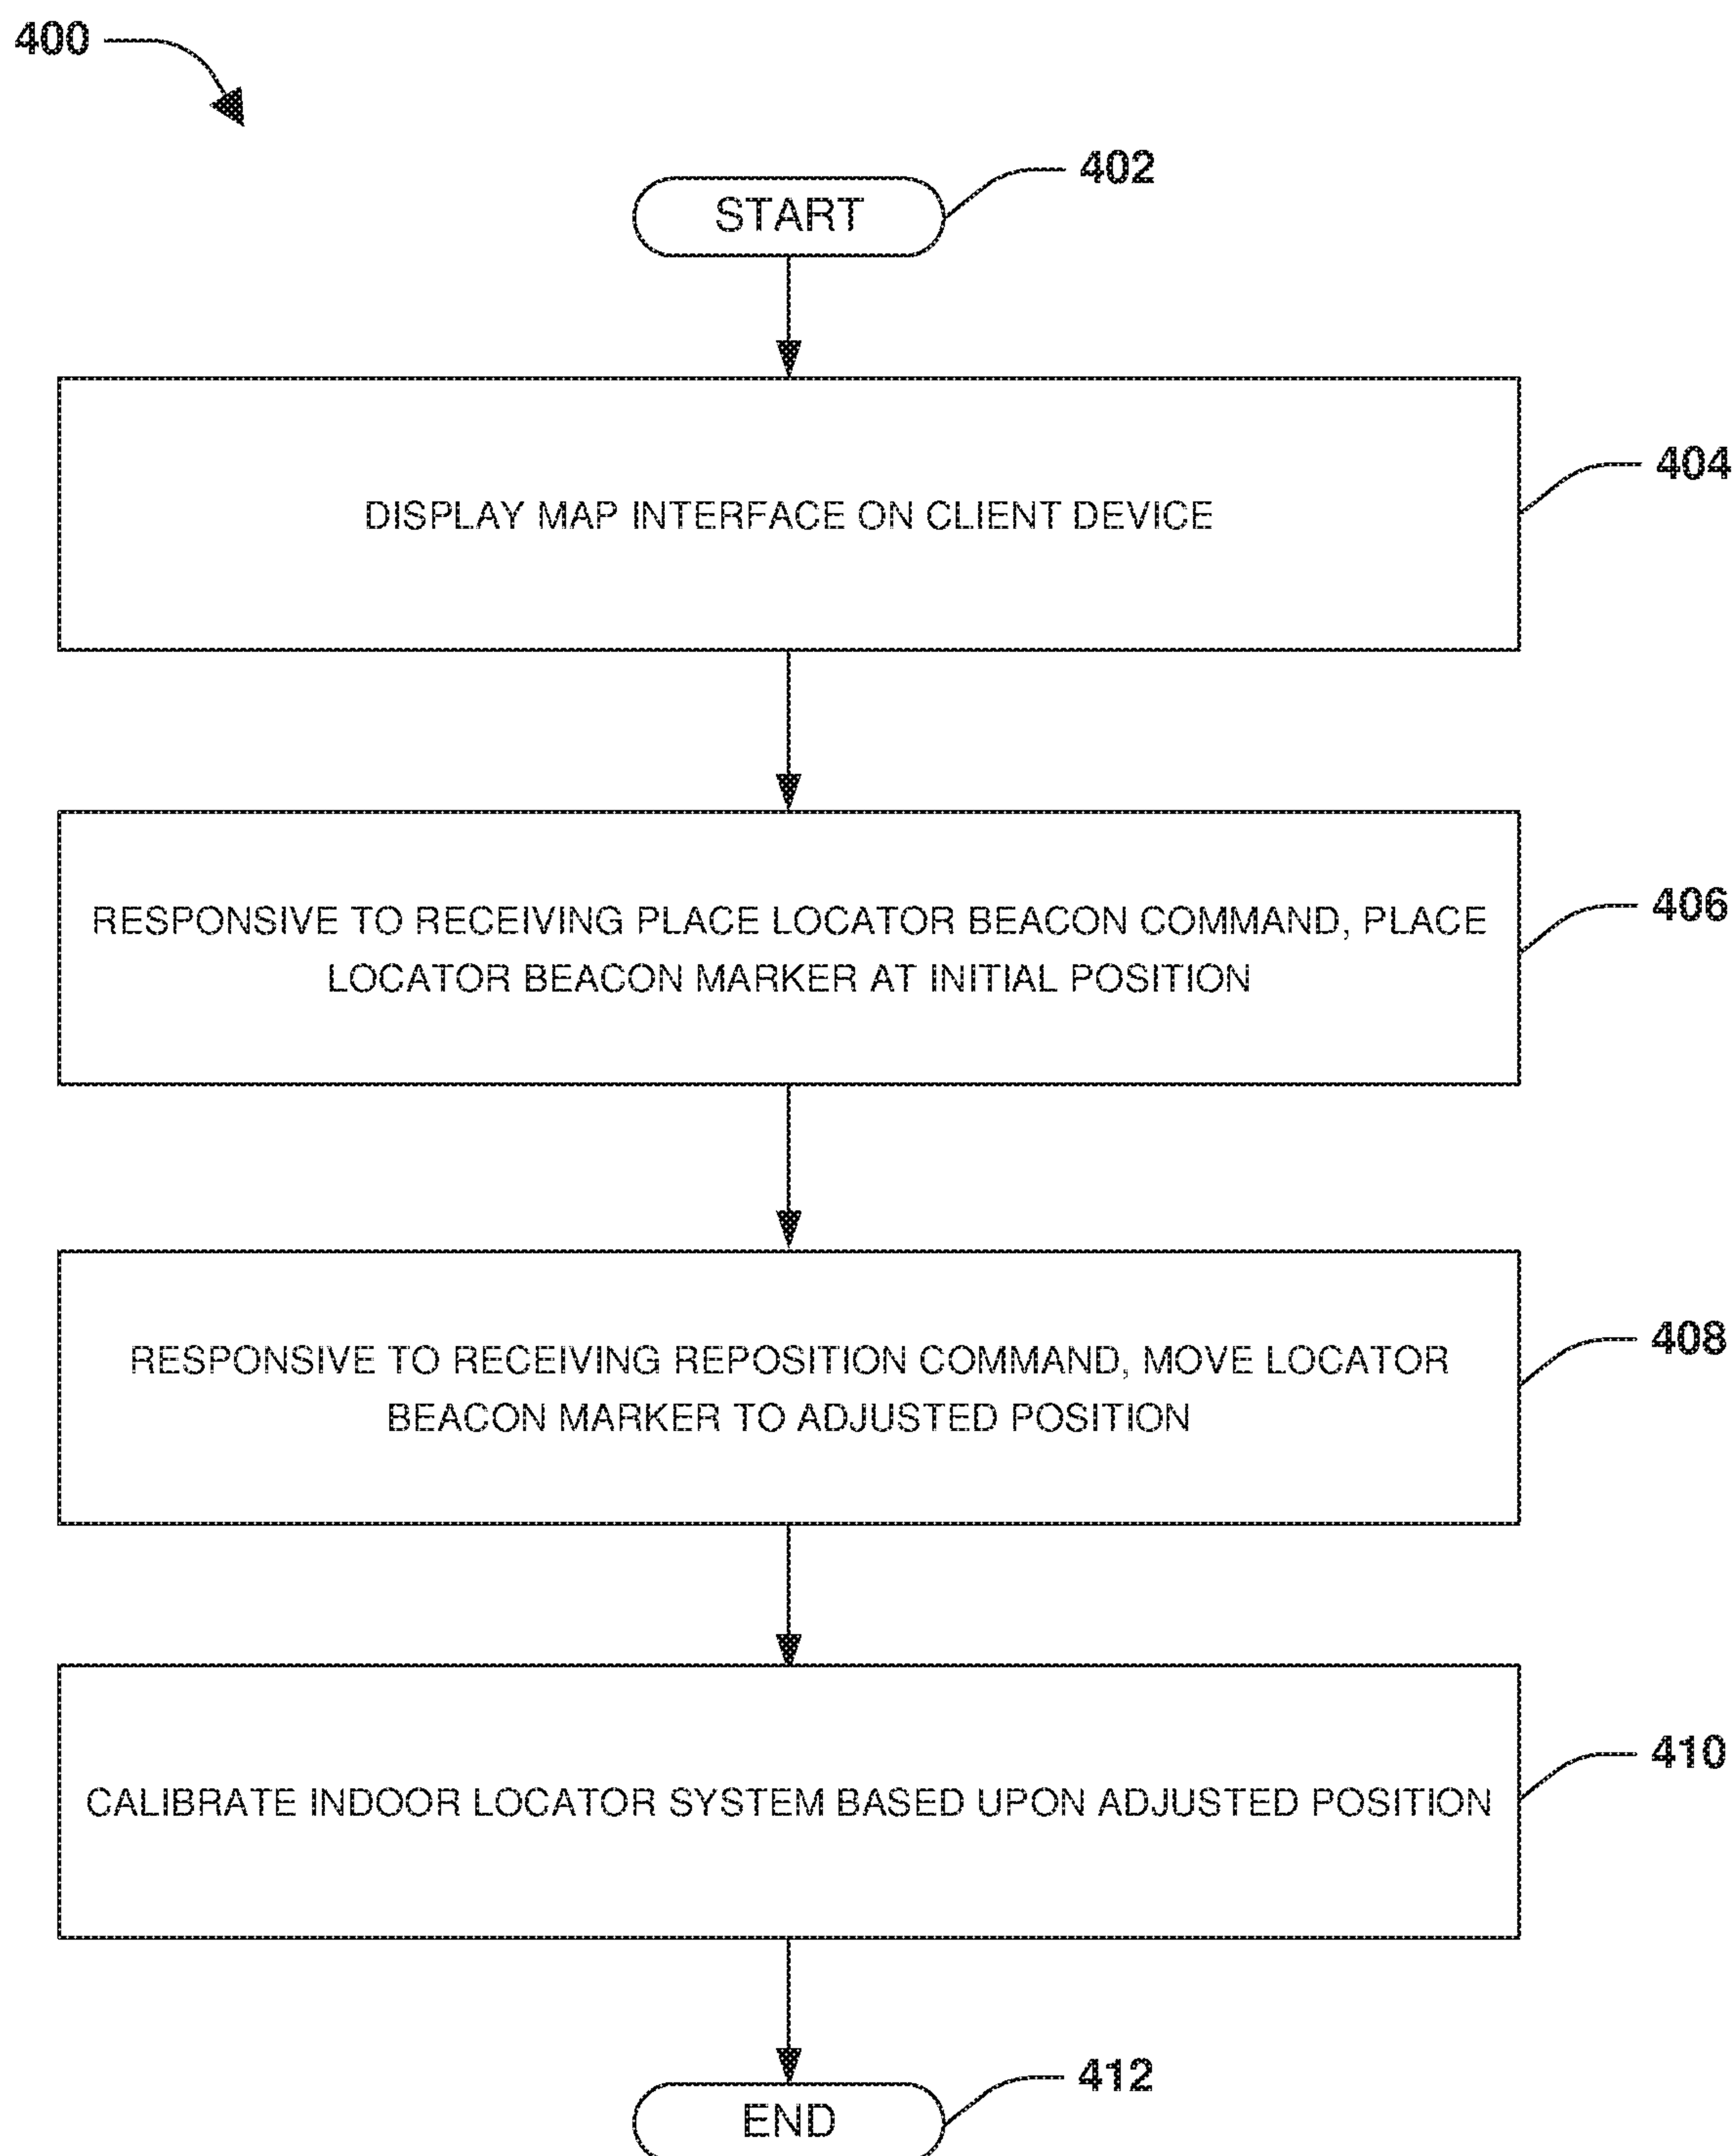 400
402
START
DISPLAY MAP INTERFACE ON CLIENT DEVICE
404
RESPONSIVE TO RECEIVING PLACE LOCATOR BEACON COMMAND, PLACE
LOCATOR BEACON MARKER AT INITIAL POSITION
406
RESPONSIVE TO RECEIVING REPOSITION COMMAND, MOVE LOCATOR
BEACON MARKER TO ADJUSTED POSITION
408
CALIBRATE INDOOR LOCATOR SYSTEM BASED UPON ADJUSTED POSITION
410
412
END